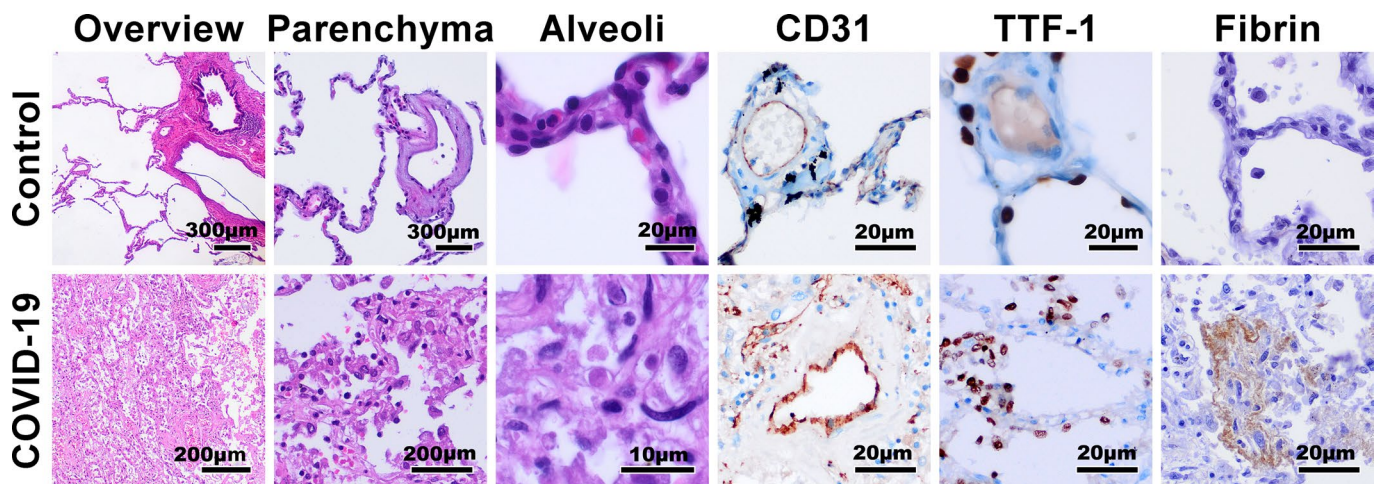 Overview Parenchyma Alveoli CD31 TTF-1 Fibrin
Control
300μm 300μm 20μm 20μm 20μm 20μm
COVID-19
200μm 200μm 10μm 20μm 20μm 20μm